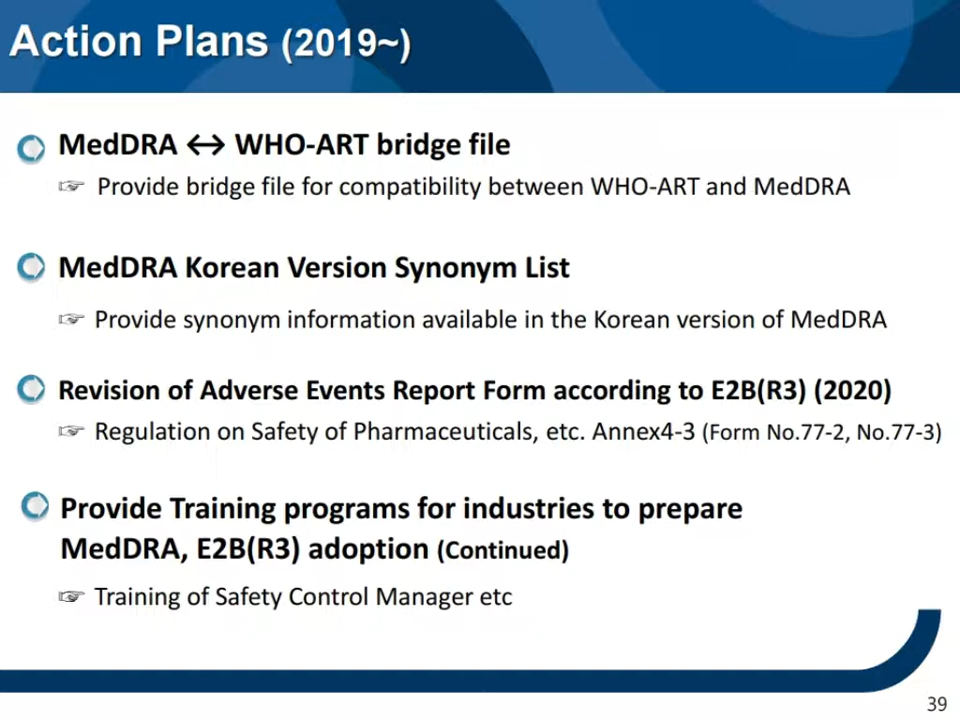 Action Plans (2019~)
MedDRA ↔ WHO-ART bridge file
☞ Provide bridge file for compatibility between WHO-ART and MedDRA
MedDRA Korean Version Synonym List
☞ Provide synonym information available in the Korean version of MedDRA
Revision of Adverse Events Report Form according to E2B(R3) (2020)
☞ Regulation on Safety of Pharmaceuticals, etc. Annex4-3 (Form No.77-2, No.77-3)
Provide Training programs for industries to prepare
MedDRA, E2B(R3) adoption (Continued)
☞ Training of Safety Control Manager etc
39